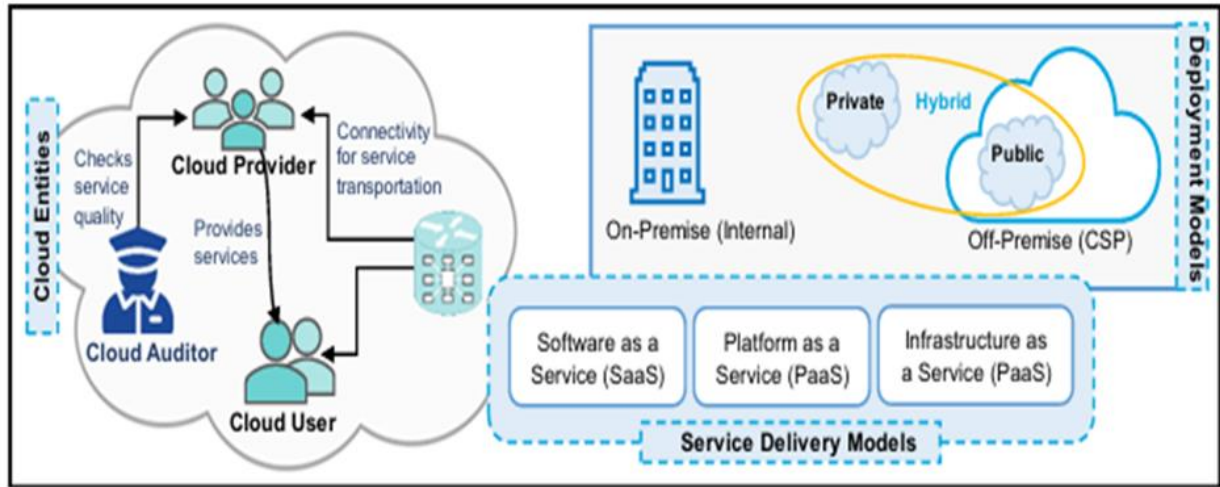 Cloud Entities
Checks
service
quality
Cloud Provider
Connectivity
for service
transportation
Provides
services
Cloud Auditor
Cloud User
On-Premise (Internal)
Private
Hybrid
Public
Off-Premise (CSP)
Deployment Models
Software as a
Service (SaaS)
Platform as a
Service (PaaS)
Infrastructure as
a Service (PaaS)
Service Delivery Models